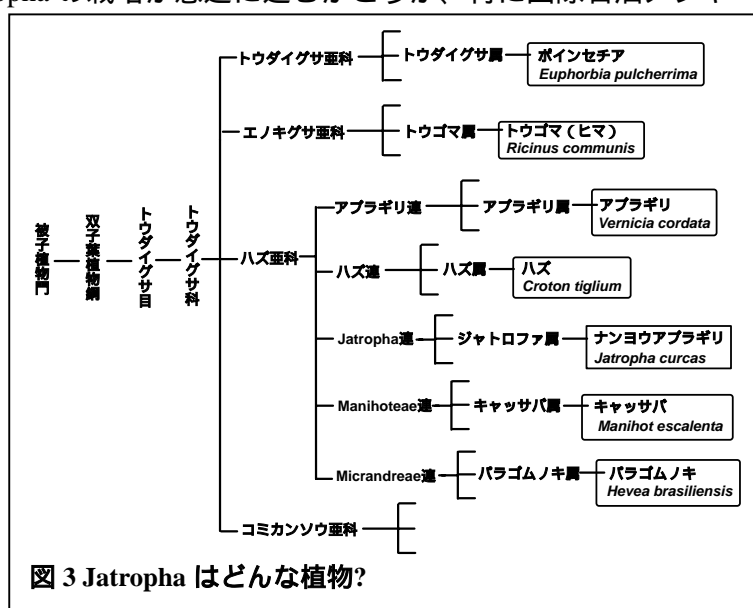 トウダイグサ亜科
トウダイグサ属
ポインセチア
Euphorbia pulcherrima
エノキグサ亜科
トウゴマ属
トウゴマ（ヒマ）
Ricinus communis
被子植物門
双子葉植物綱
トウダイグサ目
トウダイグサ科
ハズ亜科
アブラギリ連
アブラギリ属
アブラギリ
Vernicia cordata
ハズ連
ハズ属
ハズ
Croton tiglium
Jatropha連
ジャトロファ属
ナンヨウアブラギリ
Jatropha curcas
Manihoteae連
キャッサバ属
キャッサバ
Manihot escalenta
Micrandreae連
パラゴムノキ属
パラゴムノキ
Hevea brasiliensis
コミカンソウ亜科
図 3 Jatropha はどんな植物?